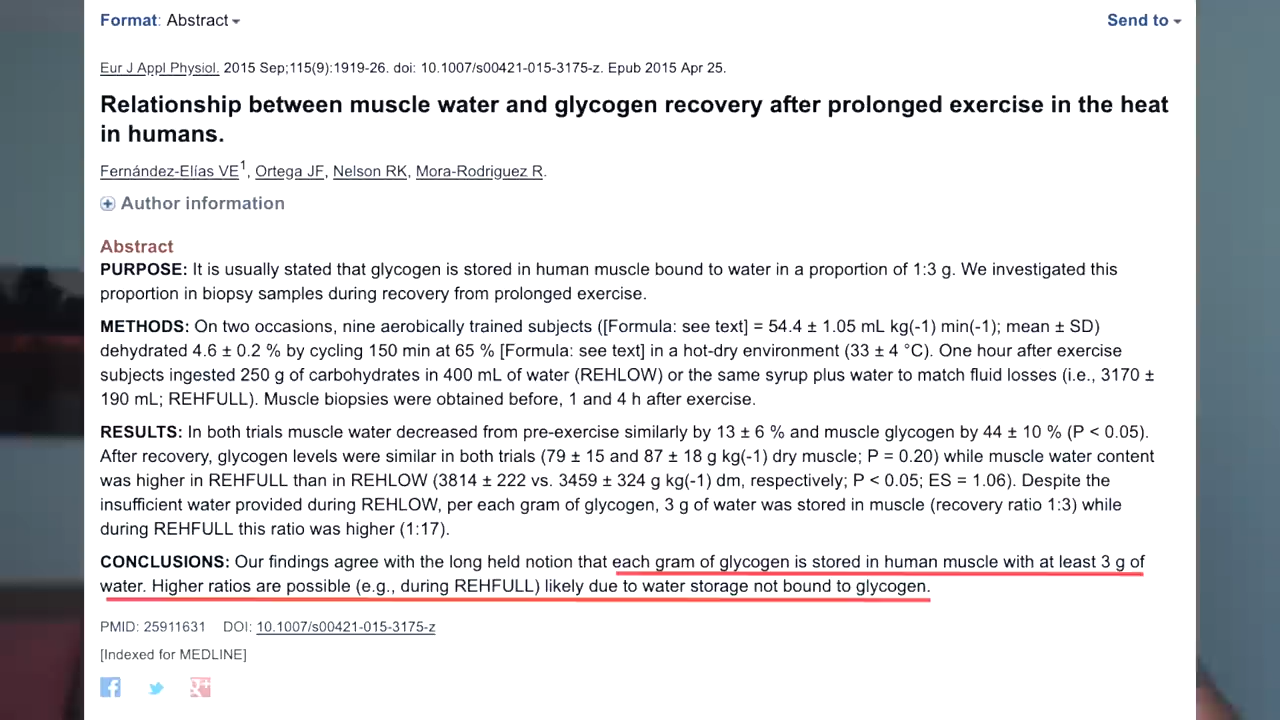 Format: Abstract
Send to
Eur J Appl Physiol. 2015 Sep;115(9):1919-26. doi: 10.1007/s00421-015-3175-z. Epub 2015 Apr 25.
Relationship between muscle water and glycogen recovery after prolonged exercise in the heat
in humans.
Fernández-Elías VE1, Ortega JF, Nelson RK, Mora-Rodriguez R.
Author information
Abstract
PURPOSE: It is usually stated that glycogen is stored in human muscle bound to water in a proportion of 1:3 g. We investigated this
proportion in biopsy samples during recovery from prolonged exercise.
METHODS: On two occasions, nine aerobically trained subjects ([Formula: see text] = 54.4 ± 1.05 mL kg(-1) min(-1); mean ± SD)
dehydrated 4.6 ± 0.2 % by cycling 150 min at 65 % [Formula: see text] in a hot-dry environment (33 ± 4 °C). One hour after exercise
subjects ingested 250 g of carbohydrates in 400 mL of water (REHLOW) or the same syrup plus water to match fluid losses (i.e., 3170 ±
190 mL; REHFULL). Muscle biopsies were obtained before, 1 and 4 h after exercise.
RESULTS: In both trials muscle water decreased from pre-exercise similarly by 13 ± 6 % and muscle glycogen by 44 ± 10 % (P < 0.05).
After recovery, glycogen levels were similar in both trials (79 ± 15 and 87 ± 18 g kg(-1) dry muscle; P = 0.20) while muscle water content
was higher in REHFULL than in REHLOW (3814 ± 222 vs. 3459 ± 324 g kg(-1) dm, respectively; P < 0.05; ES = 1.06). Despite the
insufficient water provided during REHLOW, per each gram of glycogen, 3 g of water was stored in muscle (recovery ratio 1:3) while
during REHFULL this ratio was higher (1:17).
CONCLUSIONS: Our findings agree with the long held notion that each gram of glycogen is stored in human muscle with at least 3 g of
water. Higher ratios are possible (e.g., during REHFULL) likely due to water storage not bound to glycogen.
PMID: 25911631 DOI: 10.1007/s00421-015-3175-z
[Indexed for MEDLINE]